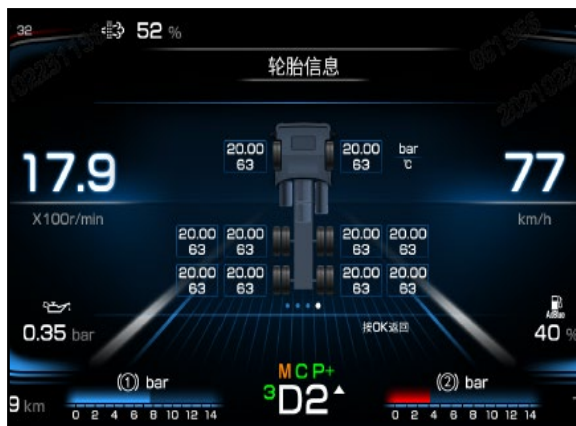 32
52 %
轮胎信息
20.00 20.00 bar
63 63 ℃
17.9
X100r/min
77
km/h
20.00 20.00 20.00 20.00
63 63 63 63
20.00 20.00 20.00 20.00
63 63 63 63
AdBlue
0.35 bar
按OK返回
40 %
M C P+
(1) bar
3 D2
(2) bar
9 km
0 2 4 6 8 10 12 14
0 2 4 6 8 10 12 14